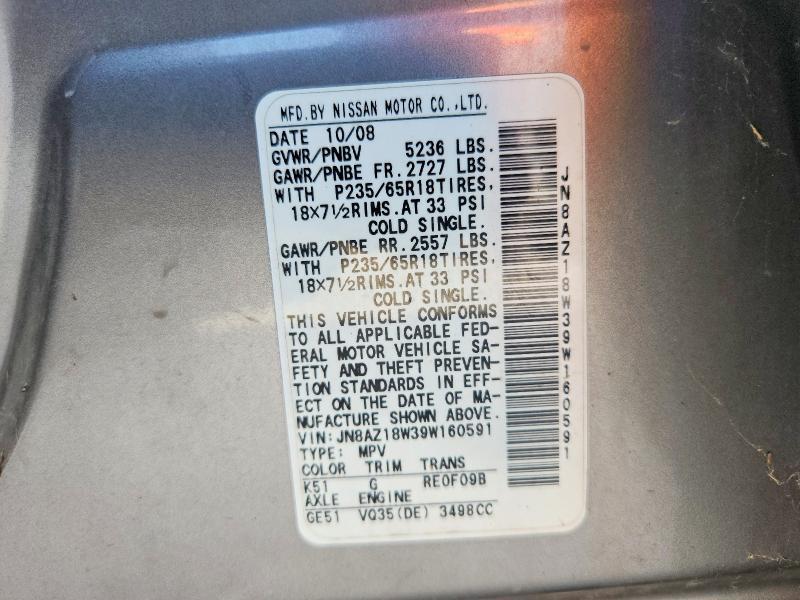 MFD.BY NISSAN MOTOR CO.,LTD.
DATE 10/08
GVWR/PNBV 5236 LBS.
GAWR/PNBE FR.2727 LBS.
WITH P235/65R18TIRES,
18X7½RIMS.AT 33 PSI
COLD SINGLE.
GAWR/PNBE RR.2557 LBS.
WITH P235/65R18TIRES,
18X7½RIMS.AT 33 PSI
COLD SINGLE.
THIS VEHICLE CONFORMS
TO ALL APPLICABLE FED-
ERAL MOTOR VEHICLE SA-
FETY AND THEFT PREVEN-
TION STANDARDS IN EFF-
ECT ON THE DATE OF MA-
NUFACTURE SHOWN ABOVE.
VIN: JN8AZ18W39W160591
TYPE: MPV
COLOR TRIM TRANS
K51 G RE0F09B
AXLE ENGINE
GE51 VQ35(DE) 3498CC
JN8AZ18W39W160591